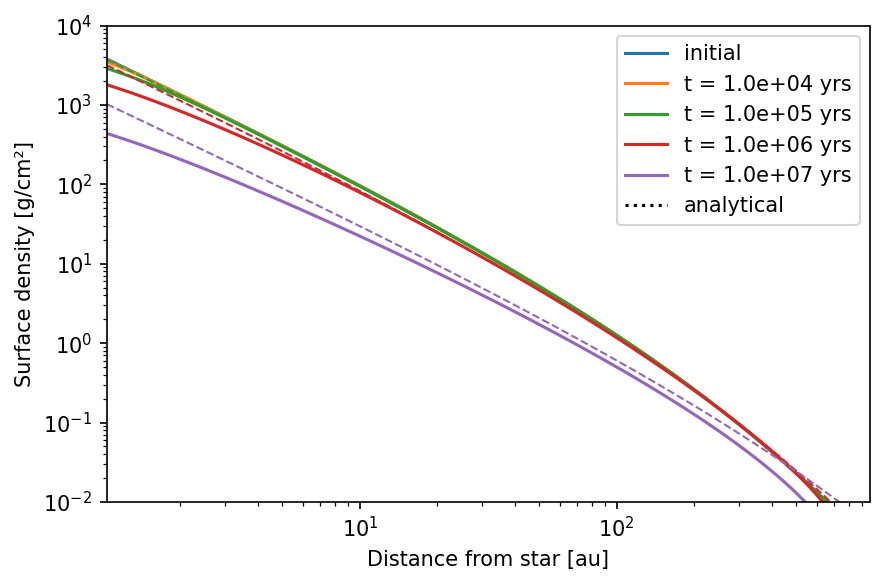 10⁴
10³
10²
10¹
10⁰
10⁻¹
10⁻²
Surface density [g/cm²]
initial
t = 1.0e+04 yrs
t = 1.0e+05 yrs
t = 1.0e+06 yrs
t = 1.0e+07 yrs
analytical
10¹ 10²
Distance from star [au]